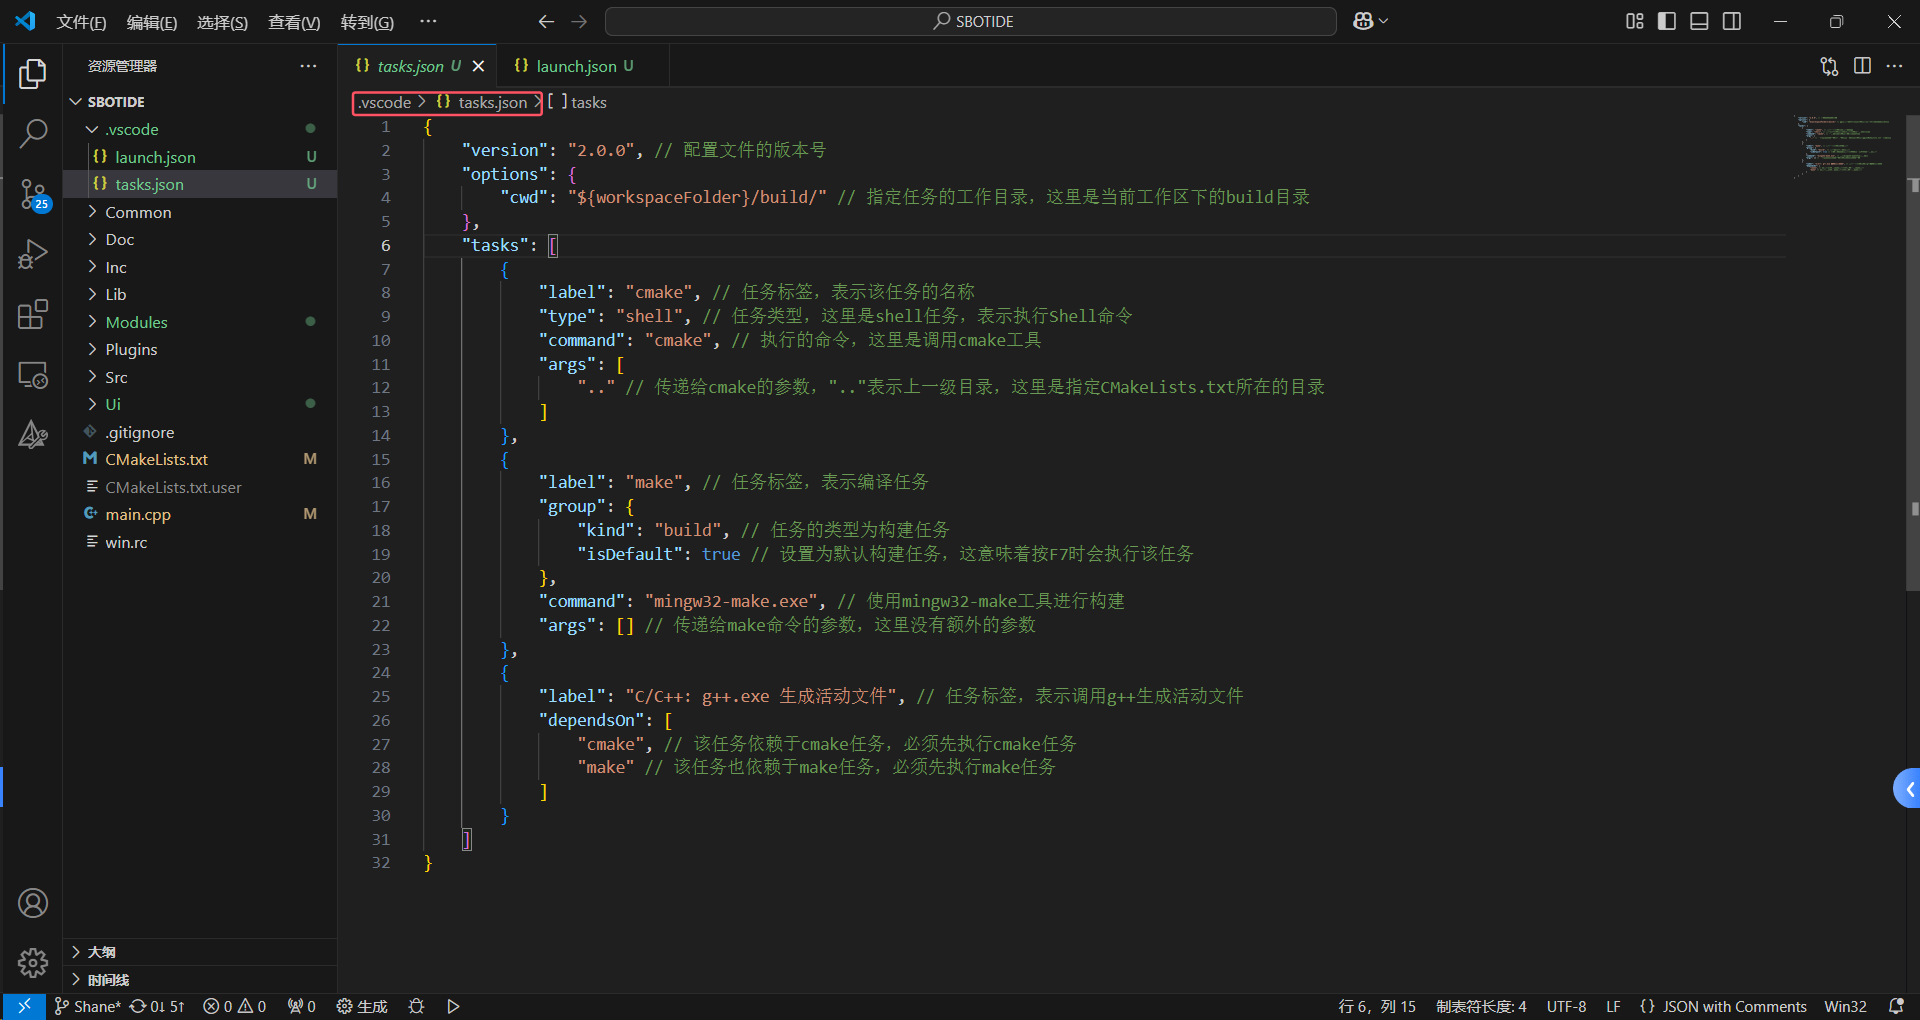 文件(F) 编辑(E) 选择(S) 查看(V) 转到(G) ··· SBOTIDE
资源管理器 ···
tasks.json U launch.json U
SBOTIDE
.vscode > {} tasks.json > [ ] tasks
.vscode
{} launch.json U
{} tasks.json U
Common
Doc
Inc
Lib
Modules
Plugins
Src
Ui
.gitignore
CMakeLists.txt M
CMakeLists.txt.user
main.cpp M
win.rc
25
大纲
时间线
1 {
2 "version": "2.0.0", // 配置文件的版本号
3 "options": {
4 "cwd": "${workspaceFolder}/build/" // 指定任务的工作目录，这里是当前工作区下的build目录
5 },
6 "tasks": [
7 {
8 "label": "cmake", // 任务标签，表示该任务的名称
9 "type": "shell", // 任务类型，这里是shell任务，表示执行Shell命令
10 "command": "cmake", // 执行的命令，这里是调用cmake工具
11 "args": [
12 ".." // 传递给cmake的参数，".."表示上一级目录，这里是指定CMakeLists.txt所在的目录
13 ]
14 },
15 {
16 "label": "make", // 任务标签，表示编译任务
17 "group": {
18 "kind": "build", // 任务的类型为构建任务
19 "isDefault": true // 设置为默认构建任务，这意味着按F7时会执行该任务
20 },
21 "command": "mingw32-make.exe", // 使用mingw32-make工具进行构建
22 "args": [] // 传递给make命令的参数，这里没有额外的参数
23 },
24 {
25 "label": "C/C++: g++.exe 生成活动文件", // 任务标签，表示调用g++生成活动文件
26 "dependsOn": [
27 "cmake", // 该任务依赖于cmake任务，必须先执行cmake任务
28 "make" // 该任务也依赖于make任务，必须先执行make任务
29 ]
30 }
31 ]
32 }
Shane* 0↓ 5↑ 0 0 0 生成 行 6，列 15 制表符长度: 4 UTF-8 LF {} JSON with Comments Win32